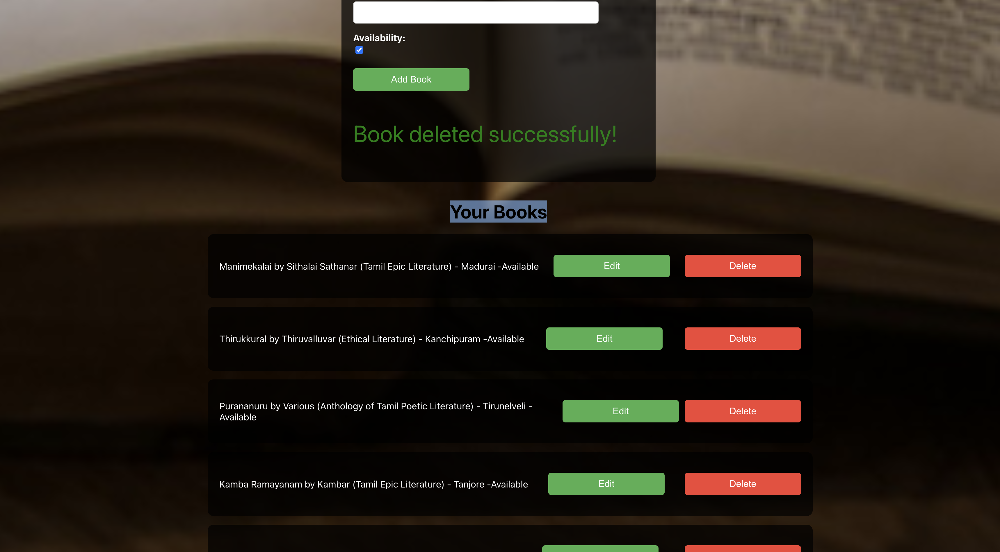 Availability:
Add Book
Book deleted successfully!
Your Books
Manimekalai by Sithalai Sathanar (Tamil Epic Literature) - Madurai -Available
Edit
Delete
Thirukkural by Thiruvalluvar (Ethical Literature) - Kanchipuram -Available
Edit
Delete
Purananuru by Various (Anthology of Tamil Poetic Literature) - Tirunelveli -
Available
Edit
Delete
Kamba Ramayanam by Kambar (Tamil Epic Literature) - Tanjore -Available
Edit
Delete